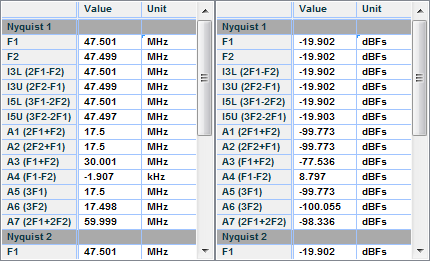 Value Unit
Nyquist 1
F1 47.501 MHz
F2 47.499 MHz
I3L (2F1-F2) 47.501 MHz
I3U (2F2-F1) 47.499 MHz
I5L (3F1-2F2) 47.501 MHz
I5U (3F2-2F1) 47.497 MHz
A1 (2F1+F2) 17.5 MHz
A2 (2F2+F1) 17.5 MHz
A3 (F1+F2) 30.001 MHz
A4 (F1-F2) -1.907 kHz
A5 (3F1) 17.5 MHz
A6 (3F2) 17.498 MHz
A7 (2F1+2F2) 59.999 MHz
Nyquist 2
F1 47.501 MHz
Value Unit
Nyquist 1
F1 -19.902 dBFs
F2 -19.902 dBFs
I3L (2F1-F2) -19.902 dBFs
I3U (2F2-F1) -19.902 dBFs
I5L (3F1-2F2) -19.902 dBFs
I5U (3F2-2F1) -19.903 dBFs
A1 (2F1+F2) -99.773 dBFs
A2 (2F2+F1) -99.773 dBFs
A3 (F1+F2) -77.536 dBFs
A4 (F1-F2) 8.797 dBFs
A5 (3F1) -99.773 dBFs
A6 (3F2) -100.055 dBFs
A7 (2F1+2F2) -98.336 dBFs
Nyquist 2
F1 -19.902 dBFs